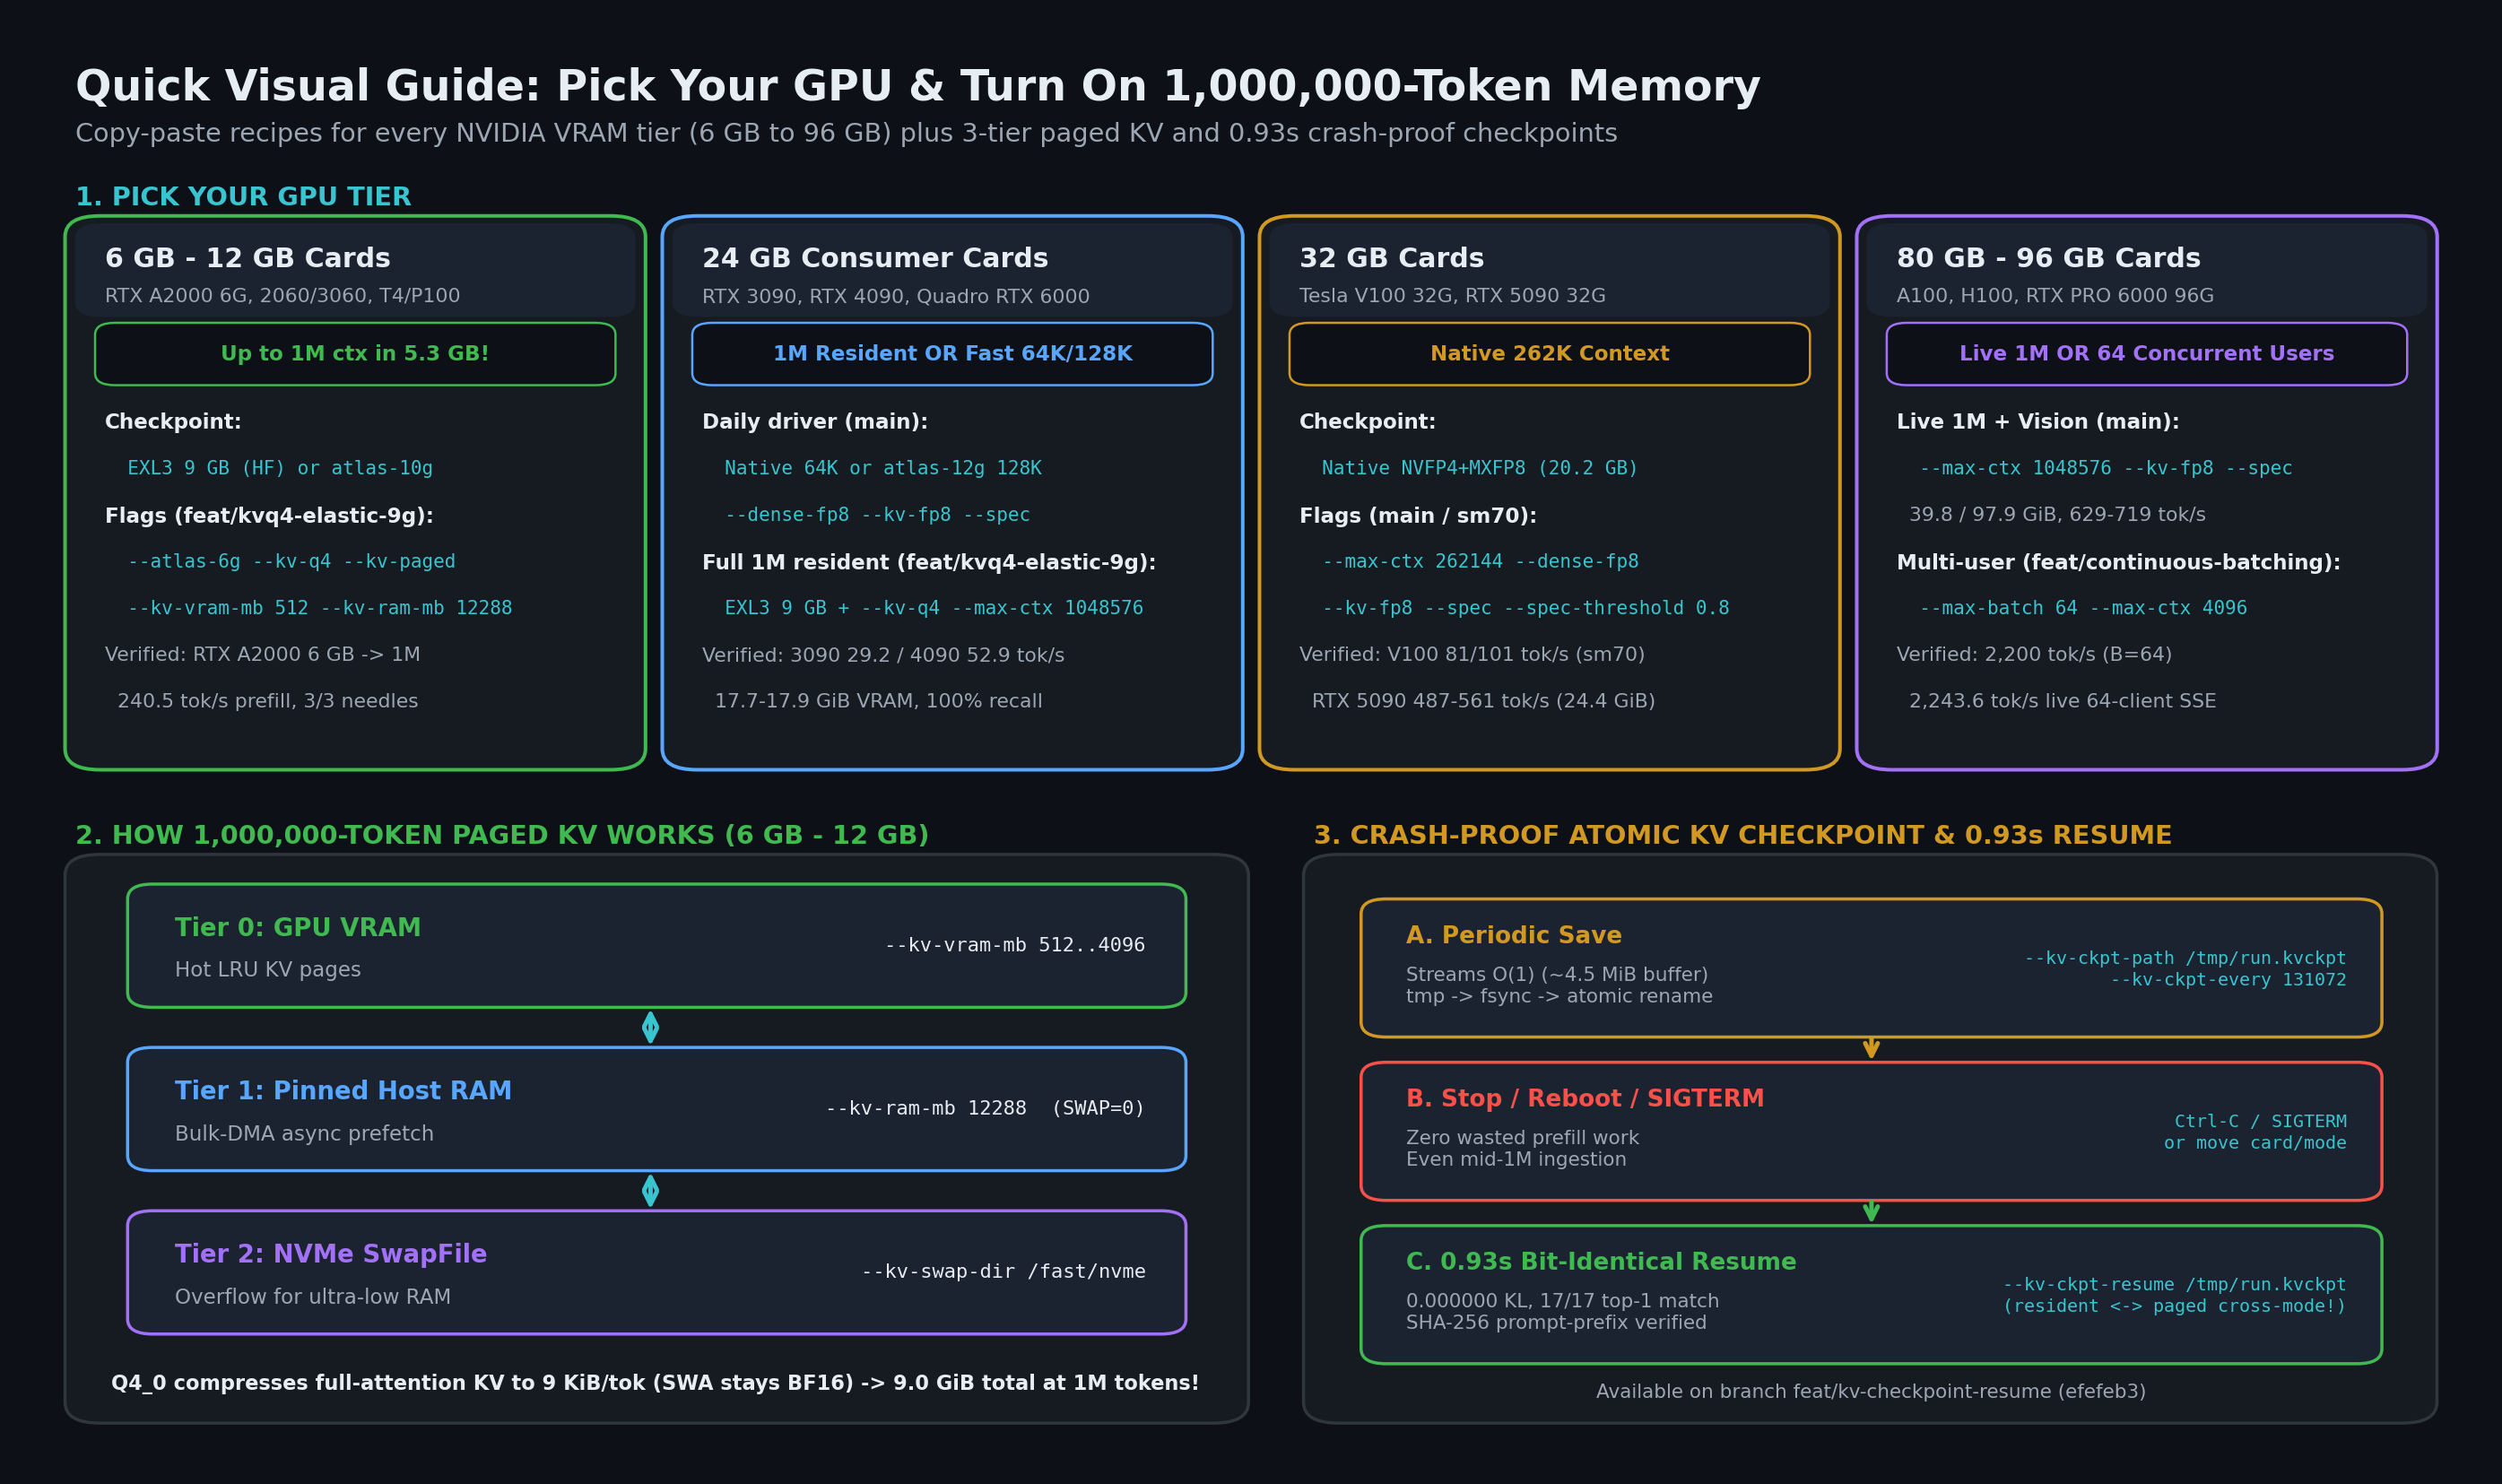 Quick Visual Guide: Pick Your GPU & Turn On 1,000,000-Token Memory
Copy-paste recipes for every NVIDIA VRAM tier (6 GB to 96 GB) plus 3-tier paged KV and 0.93s crash-proof checkpoints
1. PICK YOUR GPU TIER
6 GB - 12 GB Cards
RTX A2000 6G, 2060/3060, T4/P100
Up to 1M ctx in 5.3 GB!
Checkpoint:
EXL3 9 GB (HF) or atlas-10g
Flags (feat/kvq4-elastic-9g):
--atlas-6g --kv-q4 --kv-paged
--kv-vram-mb 512 --kv-ram-mb 12288
Verified: RTX A2000 6 GB -> 1M
240.5 tok/s prefill, 3/3 needles
24 GB Consumer Cards
RTX 3090, RTX 4090, Quadro RTX 6000
1M Resident OR Fast 64K/128K
Daily driver (main):
Native 64K or atlas-12g 128K
--dense-fp8 --kv-fp8 --spec
Full 1M resident (feat/kvq4-elastic-9g):
EXL3 9 GB + --kv-q4 --max-ctx 1048576
Verified: 3090 29.2 / 4090 52.9 tok/s
17.7-17.9 GiB VRAM, 100% recall
32 GB Cards
Tesla V100 32G, RTX 5090 32G
Native 262K Context
Checkpoint:
Native NVFP4+MXFP8 (20.2 GB)
Flags (main / sm70):
--max-ctx 262144 --dense-fp8
--kv-fp8 --spec --spec-threshold 0.8
Verified: V100 81/101 tok/s (sm70)
RTX 5090 487-561 tok/s (24.4 GiB)
80 GB - 96 GB Cards
A100, H100, RTX PRO 6000 96G
Live 1M OR 64 Concurrent Users
Live 1M + Vision (main):
--max-ctx 1048576 --kv-fp8 --spec
39.8 / 97.9 GiB, 629-719 tok/s
Multi-user (feat/continuous-batching):
--max-batch 64 --max-ctx 4096
Verified: 2,200 tok/s (B=64)
2,243.6 tok/s live 64-client SSE
2. HOW 1,000,000-TOKEN PAGED KV WORKS (6 GB - 12 GB)
Tier 0: GPU VRAM
Hot LRU KV pages
--kv-vram-mb 512..4096
Tier 1: Pinned Host RAM
Bulk-DMA async prefetch
--kv-ram-mb 12288  (SWAP=0)
Tier 2: NVMe SwapFile
Overflow for ultra-low RAM
--kv-swap-dir /fast/nvme
Q4_0 compresses full-attention KV to 9 KiB/tok (SWA stays BF16) -> 9.0 GiB total at 1M tokens!
3. CRASH-PROOF ATOMIC KV CHECKPOINT & 0.93s RESUME
A. Periodic Save
Streams O(1) (~4.5 MiB buffer)
tmp -> fsync -> atomic rename
--kv-ckpt-path /tmp/run.kvckpt
--kv-ckpt-every 131072
B. Stop / Reboot / SIGTERM
Zero wasted prefill work
Even mid-1M ingestion
Ctrl-C / SIGTERM
or move card/mode
C. 0.93s Bit-Identical Resume
0.000000 KL, 17/17 top-1 match
SHA-256 prompt-prefix verified
--kv-ckpt-resume /tmp/run.kvckpt
(resident <-> paged cross-mode!)
Available on branch feat/kv-checkpoint-resume (efefeb3)